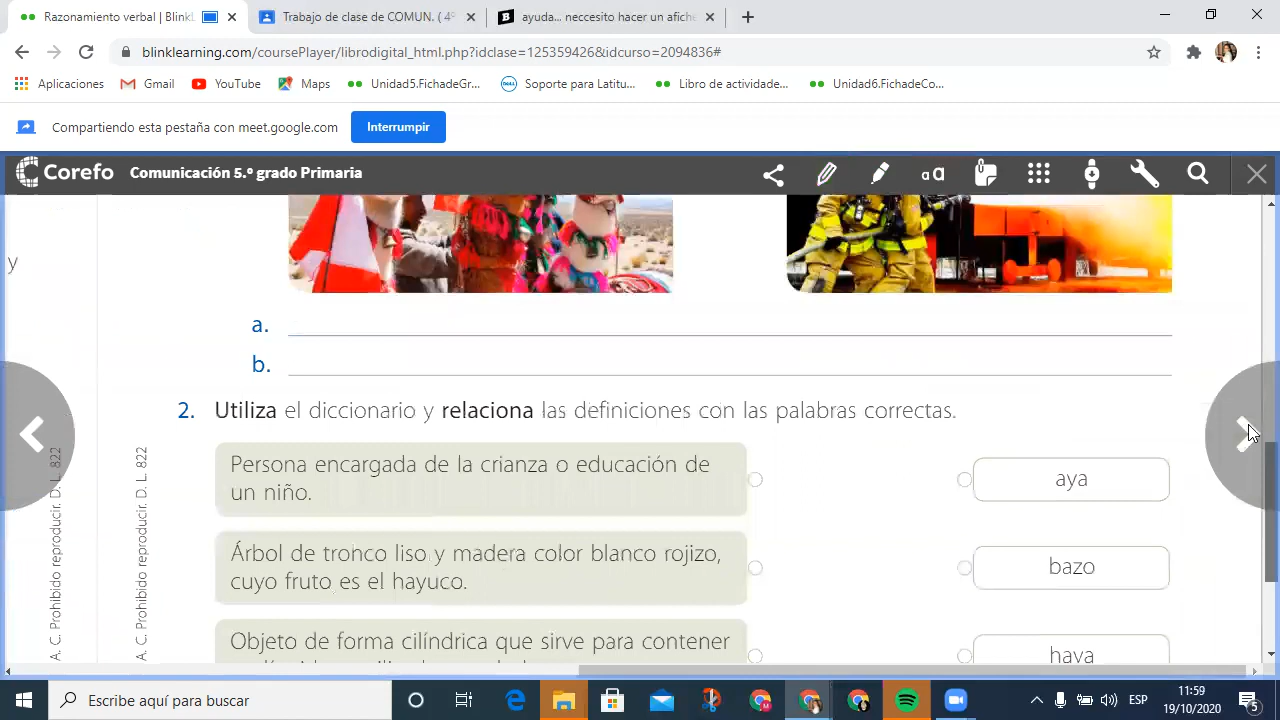 Razonamiento verbal | Blinkl
Trabajo de clase de COMUN. ( 4º
ayuda... neccesito hacer un afiche
blinklearning.com/coursePlayer/librodigital_html.php?idclase=125359426&idcurso=2094836#
Aplicaciones
Gmail
YouTube
Maps
Unidad5.FichadeGr...
Soporte para Latitu...
Libro de actividade...
Unidad6.FichadeCo...
Compartiendo esta pestaña con meet.google.com
Interrumpir
Corefo
Comunicación 5.º grado Primaria
a a
y
a.
b.
2. Utiliza el diccionario y relaciona las definiciones con las palabras correctas.
Persona encargada de la crianza o educación de
un niño.
aya
Árbol de tronco liso y madera color blanco rojizo,
cuyo fruto es el hayuco.
bazo
Objeto de forma cilíndrica que sirve para contener
haya
A. C. Prohibido reproducir. D. L. 822
A. C. Prohibido reproducir. D. L. 822
Escribe aquí para buscar
ESP
11:59
19/10/2020
5